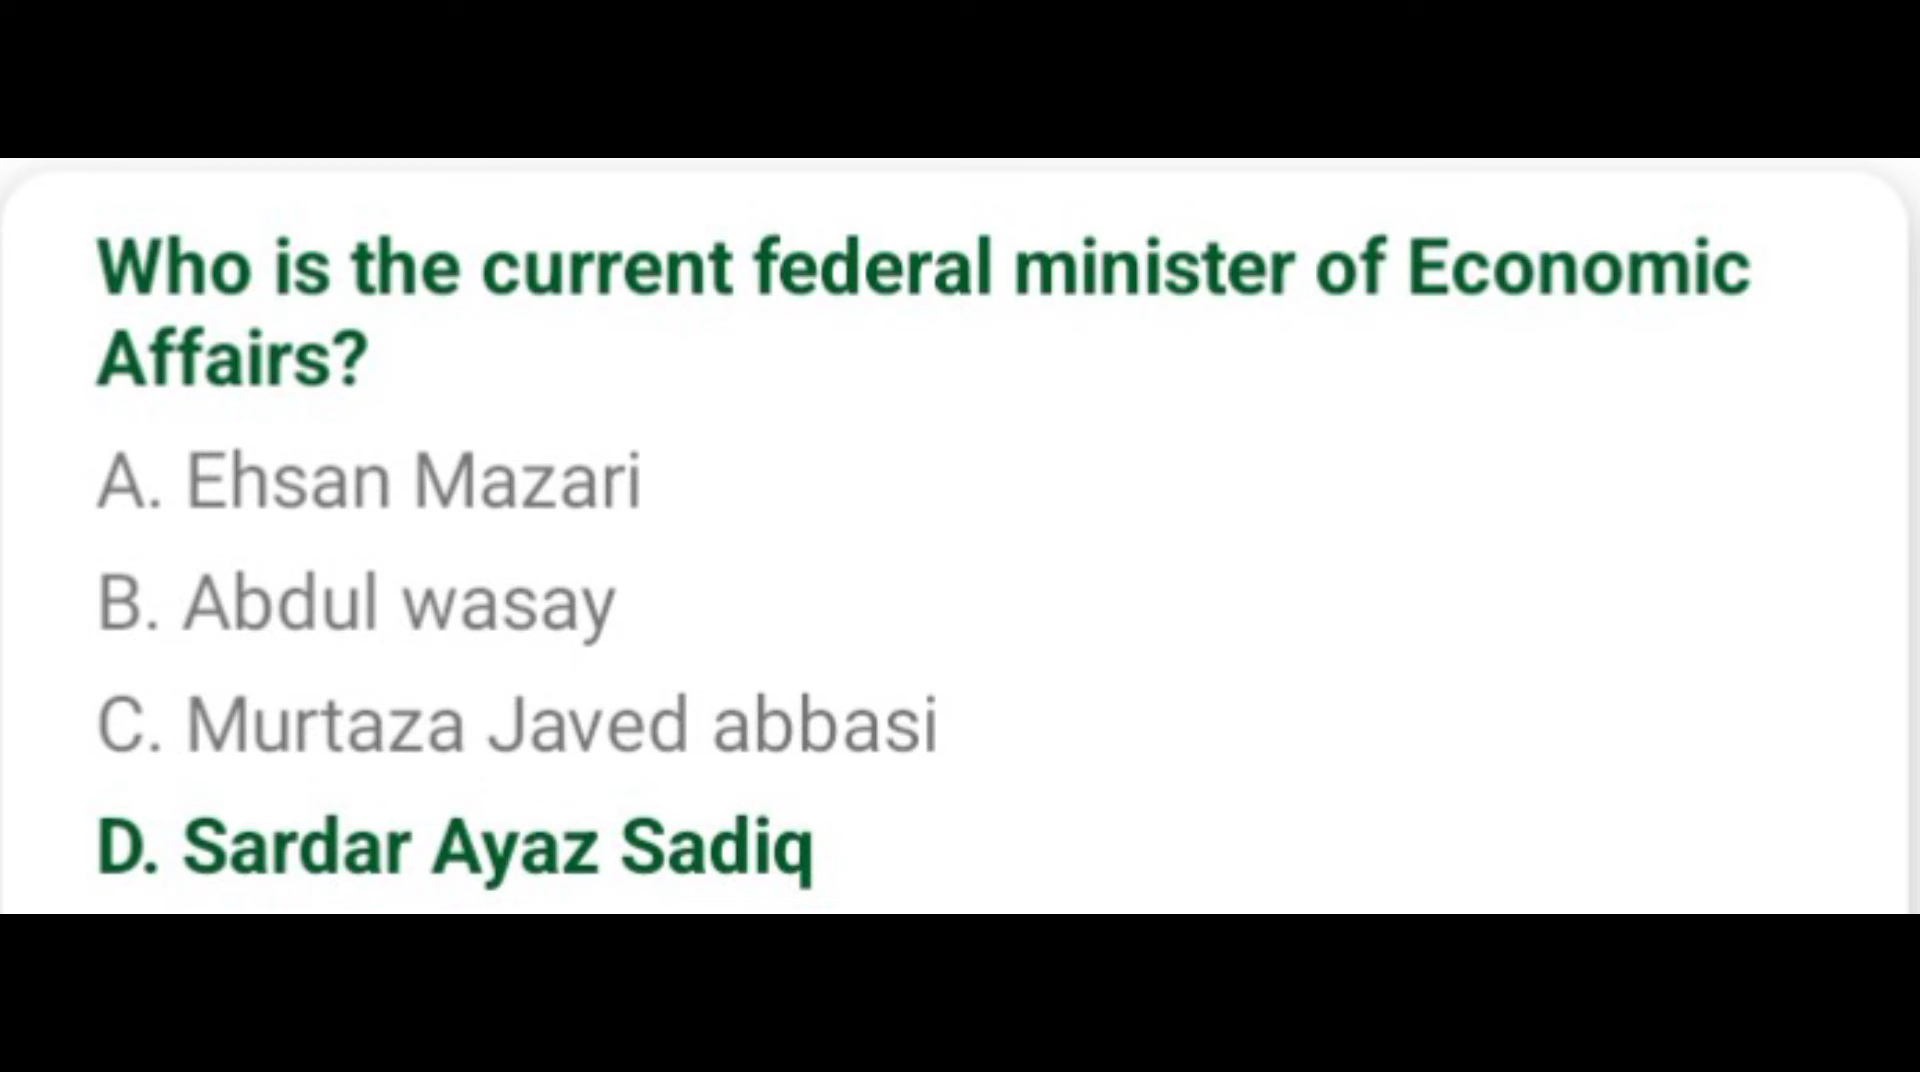 Who is the current federal minister of Economic
Affairs?
A. Ehsan Mazari
B. Abdul wasay
C. Murtaza Javed abbasi
D. Sardar Ayaz Sadiq